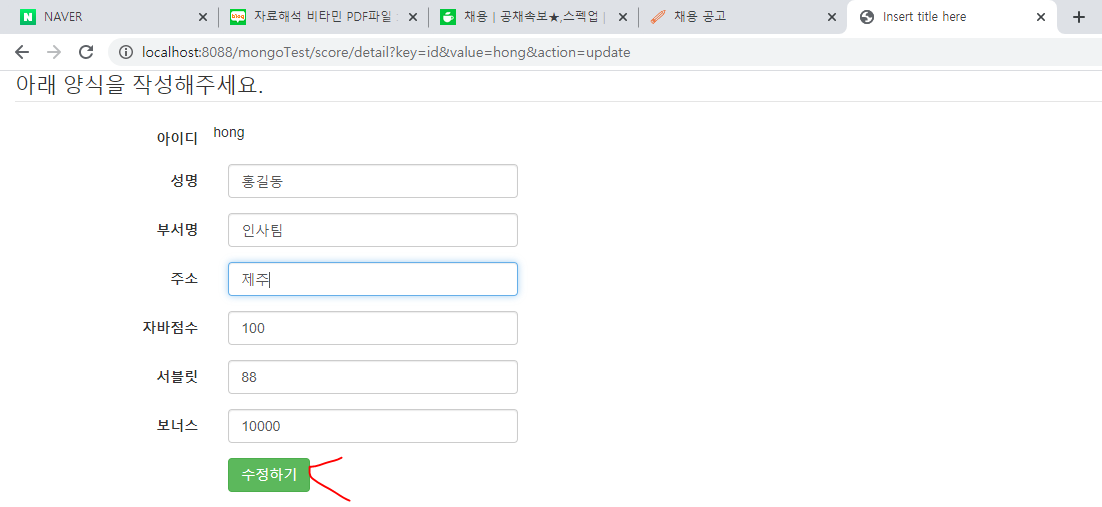 NAVER
자료해석 비타민 PDF파일
채용 | 공채속보★,스펙업 |
채용 공고
Insert title here
localhost:8088/mongoTest/score/detail?key=id&value=hong&action=update
아래 양식을 작성해주세요.
아이디 hong
성명 홍길동
부서명 인사팀
주소 제주
자바점수 100
서블릿 88
보너스 10000
수정하기